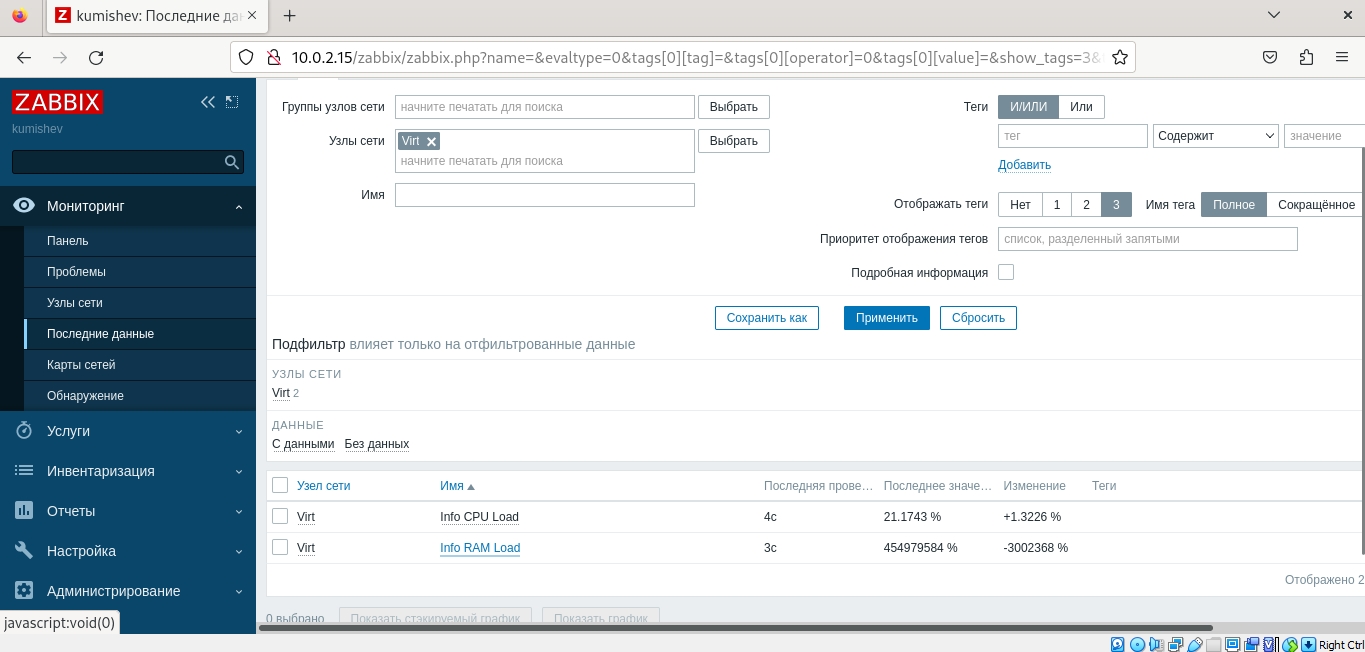 kumishev: Последние да
10.0.2.15/zabbix/zabbix.php?name=&evaltype=0&tags[0][tag]=&tags[0][operator]=0&tags[0][value]=&show_tags=3&
ZABBIX
kumishev
Мониторинг
Панель
Проблемы
Узлы сети
Последние данные
Карты сетей
Обнаружение
Услуги
Инвентаризация
Отчеты
Настройка
Администрирование
javascript:void(0)
Группы узлов сети начните печатать для поиска Выбрать
Узлы сети Virt Выбрать
начните печатать для поиска
Имя
Теги И/ИЛИ Или
тег Содержит значение
Добавить
Отображать теги Нет 1 2 3 Имя тега Полное Сокращённое
Приоритет отображения тегов список, разделенный запятыми
Подробная информация
Сохранить как Применить Сбросить
Подфильтр влияет только на отфильтрованные данные
УЗЛЫ СЕТИ
Virt 2
ДАННЫЕ
С данными Без данных
Узел сети Имя Последняя прове... Последнее значе... Изменение Теги
Virt Info CPU Load 4с 21.1743 % +1.3226 %
Virt Info RAM Load 3с 454979584 % -3002368 %
Отображено 2
0 выбрано Показать стакируемый график Показать график
Right Ctrl